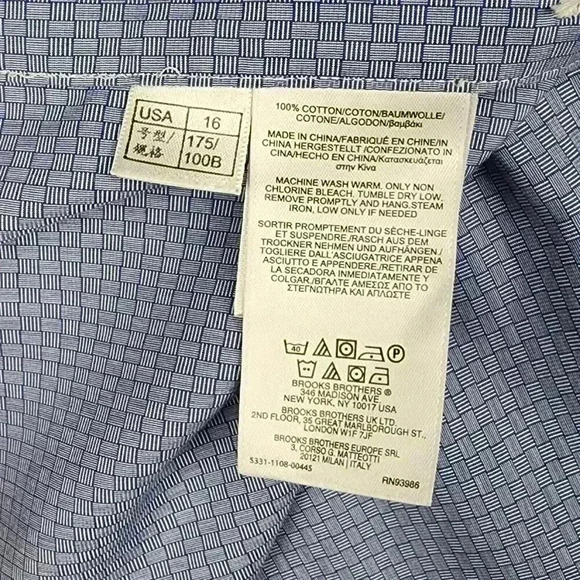 USA 16
号型/ 175/
规格 100B
100% COTTON/COTON/BAUMWOLLE/
COTONE/ALGODON/Βαμβάκι
MADE IN CHINA/FABRIQUÉ EN CHINE/IN
CHINA HERGESTELLT/CONFEZIONATO IN
CINA/HECHO EN CHINA/Κατασκευάζεται
στην Κίνα
MACHINE WASH WARM. ONLY NON
CHLORINE BLEACH. TUMBLE DRY LOW,
REMOVE PROMPTLY AND HANG.STEAM
IRON, LOW ONLY IF NEEDED
SORTIR PROMPTEMENT DU SÈCHE-LINGE
ET SUSPENDRE./RASCH AUS DEM
TROCKNER NEHMEN UND AUFHÄNGEN./
TOGLIERE DALL'ASCIUGATRICE APPENA
ASCIUTTO E APPENDERE./RETIRAR DE
LA SECADORA INMEDIATAMENTE Y
COLGAR./ΒΓΑΛΤΕ ΑΜΕΣΩΣ ΑΠΟ ΤΟ
ΣΤΕΓΝΩΤΗΡΑ ΚΑΙ ΑΠΛΩΣΤΕ
40 P
BROOKS BROTHERS ®
346 MADISON AVE.
NEW YORK, NY 10017 USA
BROOKS BROTHERS UK LTD.
2ND FLOOR, 35 GREAT MARLBOROUGH ST.,
LONDON W1F 7JF
BROOKS BROTHERS EUROPE SRL
3, CORSO G. MATTEOTTI
20121 MILAN | ITALY
5331-1108-00445 RN93986